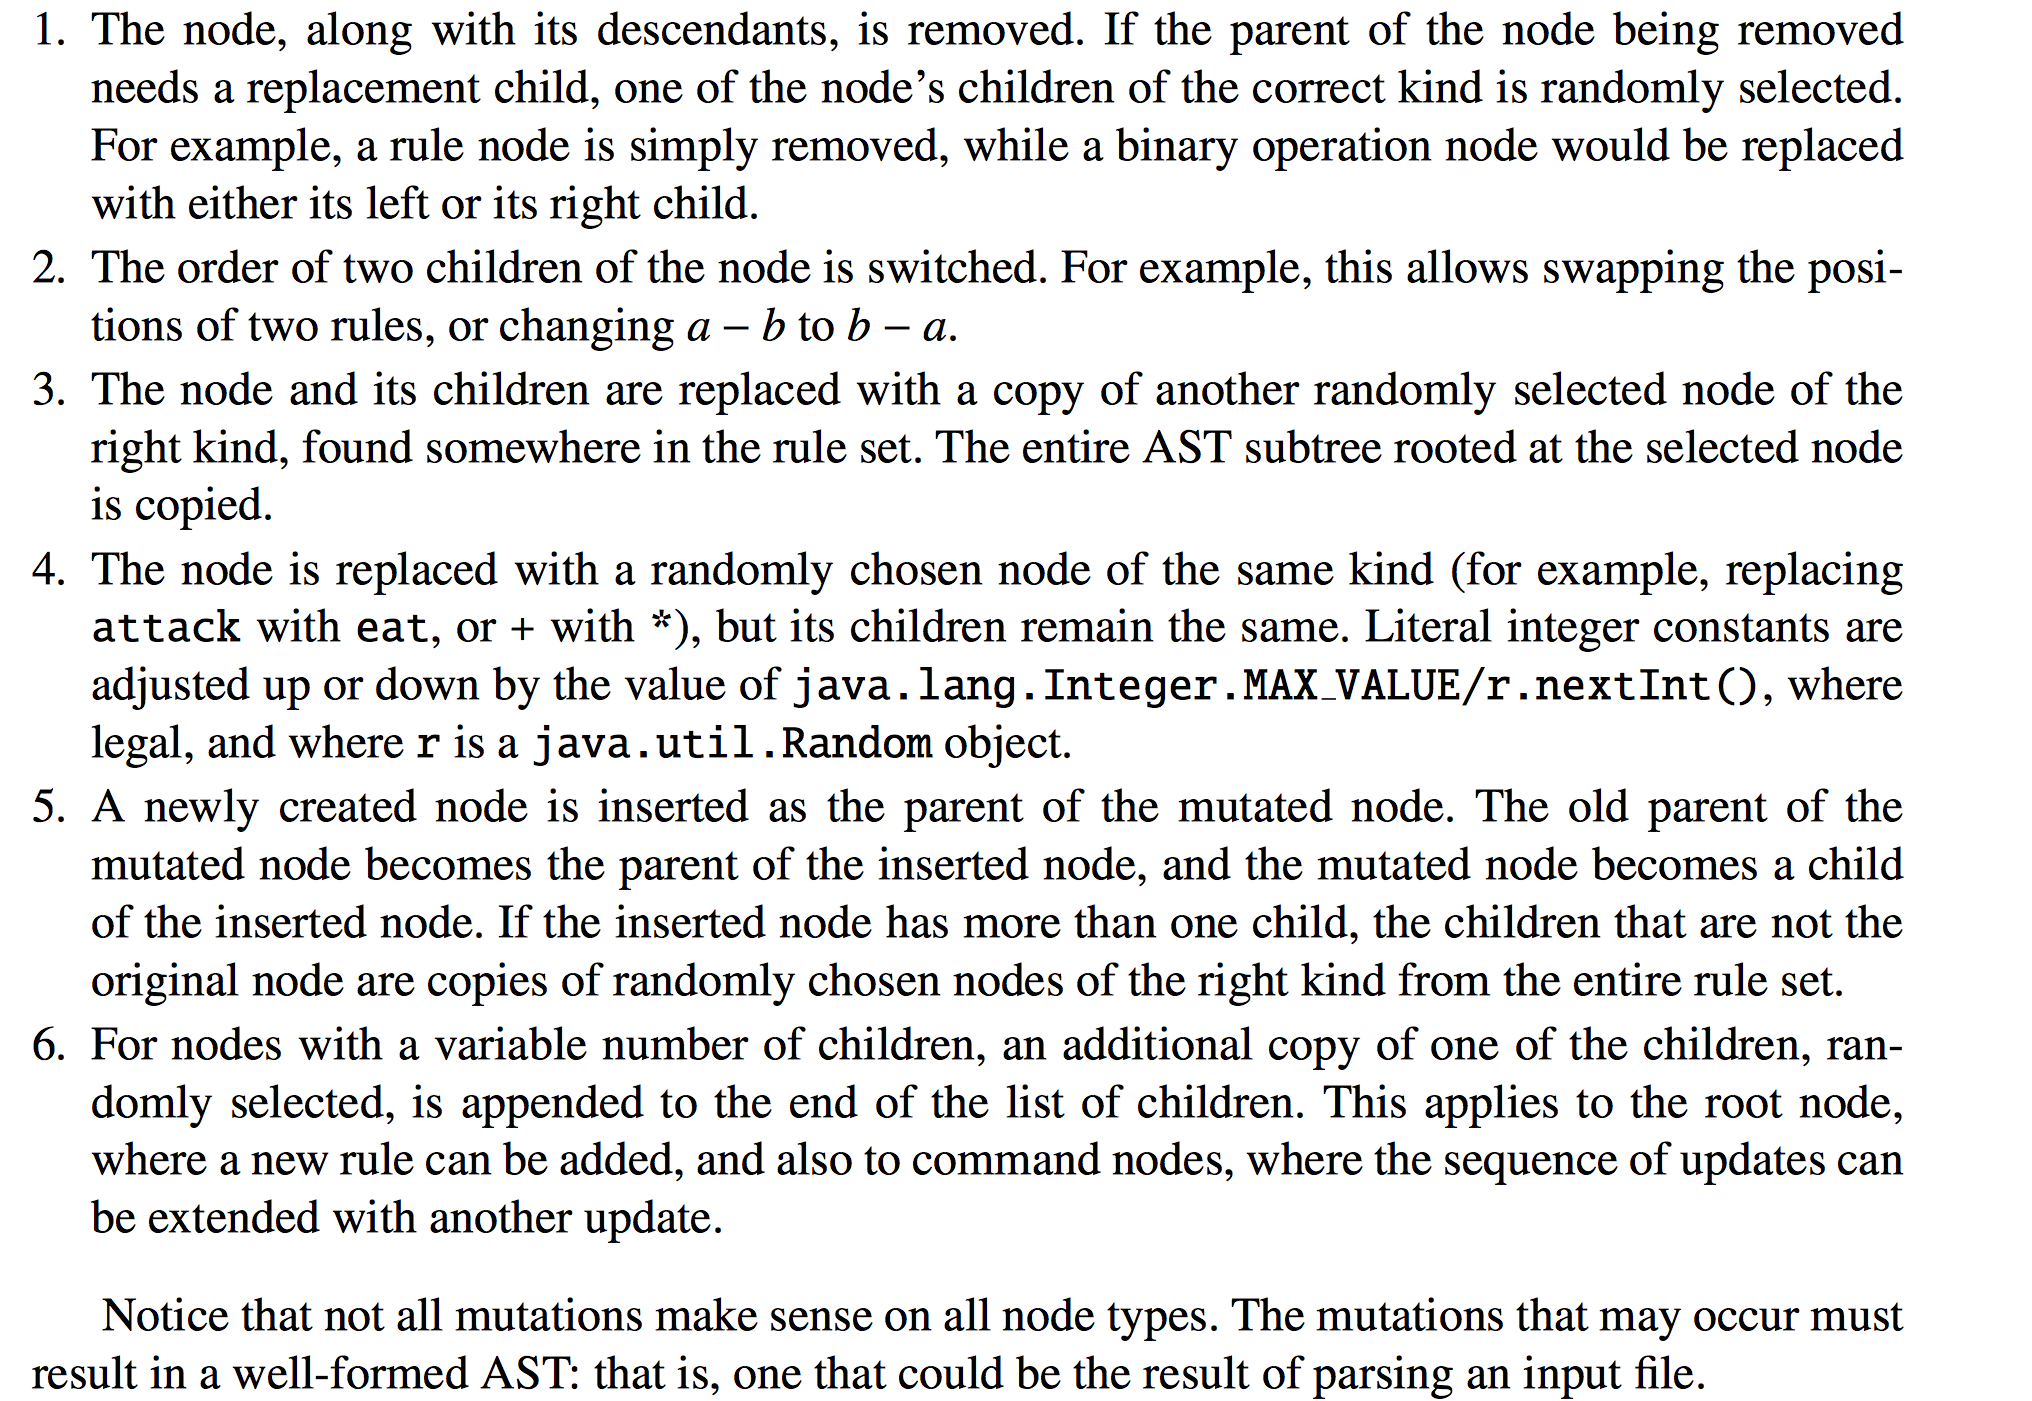 1. The node, along with its descendants, is removed. If the parent of the node being removed
needs a replacement child, one of the node’s children of the correct kind is randomly selected.
For example, a rule node is simply removed, while a binary operation node would be replaced
with either its left or its right child.
2. The order of two children of the node is switched. For example, this allows swapping the posi-
tions of two rules, or changing a – b to b – a.
3. The node and its children are replaced with a copy of another randomly selected node of the
right kind, found somewhere in the rule set. The entire AST subtree rooted at the selected node
is copied.
4. The node is replaced with a randomly chosen node of the same kind (for example, replacing
attack with eat, or + with *), but its children remain the same. Literal integer constants are
adjusted up or down by the value of java.lang.Integer.MAX_VALUE/r.nextInt(), where
legal, and where r is a java.util.Random object.
5. A newly created node is inserted as the parent of the mutated node. The old parent of the
mutated node becomes the parent of the inserted node, and the mutated node becomes a child
of the inserted node. If the inserted node has more than one child, the children that are not the
original node are copies of randomly chosen nodes of the right kind from the entire rule set.
6. For nodes with a variable number of children, an additional copy of one of the children, ran-
domly selected, is appended to the end of the list of children. This applies to the root node,
where a new rule can be added, and also to command nodes, where the sequence of updates can
be extended with another update.
Notice that not all mutations make sense on all node types. The mutations that may occur must
result in a well-formed AST: that is, one that could be the result of parsing an input file.